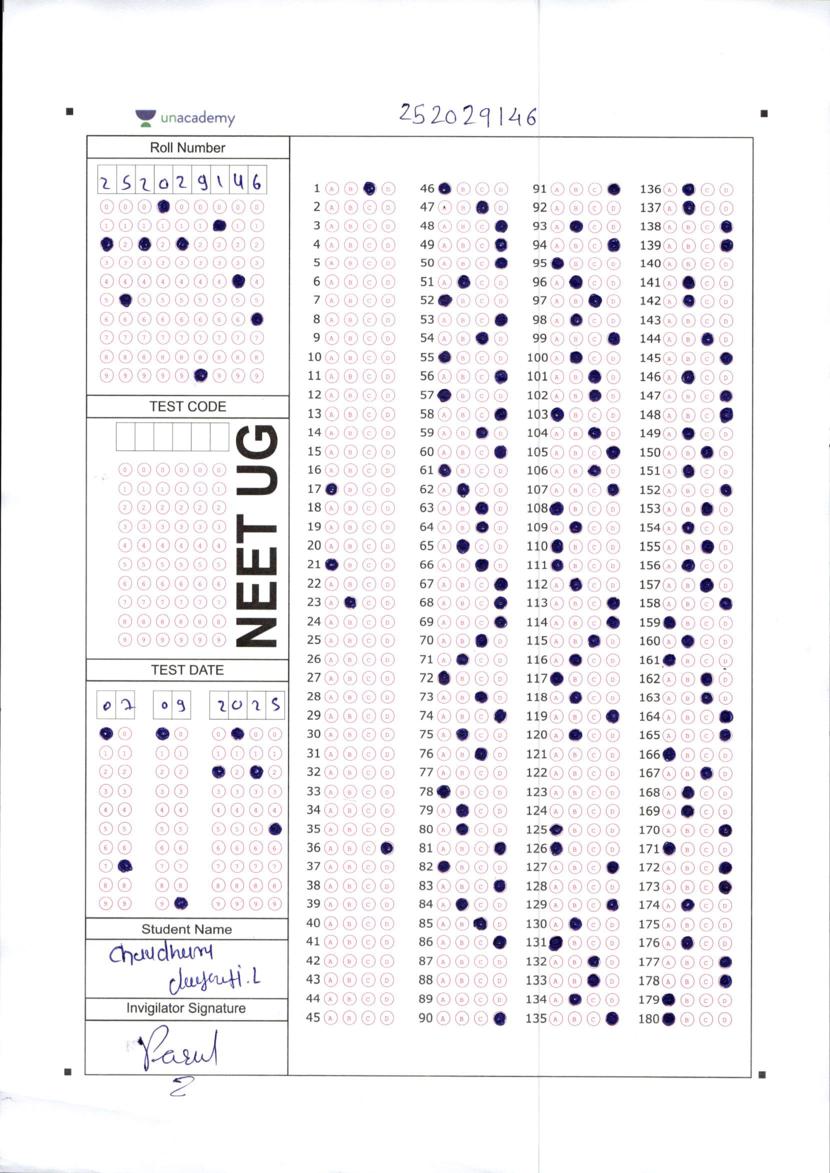 252029146
unacademy
Roll Number
2 5 2 0 2 9 1 4 6
TEST CODE
NEET UG
TEST DATE
0 7 0 9 2 0 2 5
Student Name
Invigilator Signature
1 A B D
2 A B C D
3 A B C D
4 A B C D
5 A B C D
6 A B C D
7 A B C D
8 A B C D
9 A B C D
10 A B C D
11 A B C D
12 A B C D
13 A B C D
14 A B C D
15 A B C D
16 A B C D
17 B C D
18 A B C D
19 A B C D
20 A B C D
21 B C D
22 A B C D
23 A C D
24 A B C D
25 A B C D
26 A B C D
27 A B C D
28 A B C D
29 A B C D
30 A B C D
31 A B C D
32 A B C D
33 A B C D
34 A B C D
35 A B C D
36 A B C
37 A B C D
38 A B C D
39 A B C D
40 A B C D
41 A B C D
42 A B C D
43 A B C D
44 A B C D
45 A B C D
46 B C D
47 A B D
48 A B C
49 A B C
50 A B C
51 A C D
52 B C D
53 A B C
54 A B D
55 B C D
56 A B C
57 B C D
58 A B C
59 A B D
60 A B C
61 B C D
62 A C D
63 A B D
64 A B D
65 A C D
66 A B D
67 A B C
68 A B C
69 A B C
70 A B D
71 A C D
72 B C D
73 A B D
74 A B C
75 A C D
76 A B D
77 A B C D
78 B C D
79 A C D
80 A C D
81 A B C
82 B C D
83 A B C
84 A C D
85 A B D
86 A B C
87 A B C D
88 A B C D
89 A B C D
90 A B C
91 A B C
92 A B C D
93 A C D
94 A B C
95 B C D
96 A C D
97 A B D
98 A C D
99 A B C
100 A C D
101 A B D
102 A B D
103 B C D
104 A B D
105 A B C
106 A B D
107 A B C
108 B C D
109 A C D
110 B C D
111 B C D
112 A C D
113 A B C
114 A B C
115 A B D
116 A C D
117 B C D
118 A C D
119 A B C
120 A C D
121 A B C D
122 A B C D
123 A B C D
124 A B C D
125 B C D
126 B C D
127 A B C
128 A B C D
129 A B C
130 A C D
131 B C D
132 A B D
133 A B D
134 A C D
135 A B C
136 A C D
137 A C D
138 A B C
139 A B C
140 A B C D
141 A C D
142 A C D
143 A B C D
144 A B D
145 A B C
146 A C D
147 A B C
148 A B C
149 A C D
150 A B D
151 A C D
152 A B C
153 A B D
154 A C D
155 A B D
156 A C D
157 A B D
158 A B C
159 B C D
160 A C D
161 B C D
162 A B D
163 A B D
164 A B C
165 A B C
166 B C D
167 A B D
168 A C D
169 A C D
170 A B C
171 B C D
172 A B C
173 A B C
174 A C D
175 A B C D
176 A C D
177 A B C
178 A B C
179 B C D
180 B C D